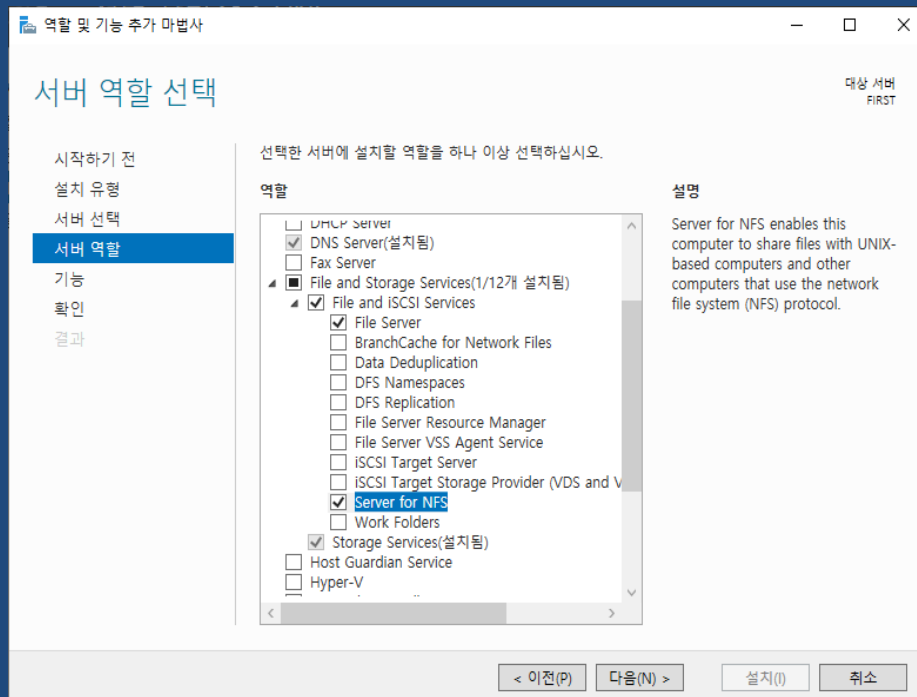 역할 및 기능 추가 마법사
서버 역할 선택
대상 서버
FIRST
시작하기 전
설치 유형
서버 선택
서버 역할
기능
확인
결과
선택한 서버에 설치할 역할을 하나 이상 선택하십시오.
역할
DHCP Server
DNS Server(설치됨)
Fax Server
File and Storage Services(1/12개 설치됨)
File and iSCSI Services
File Server
BranchCache for Network Files
Data Deduplication
DFS Namespaces
DFS Replication
File Server Resource Manager
File Server VSS Agent Service
iSCSI Target Server
iSCSI Target Storage Provider (VDS and V
Server for NFS
Work Folders
Storage Services(설치됨)
Host Guardian Service
Hyper-V
설명
Server for NFS enables this
computer to share files with UNIX-
based computers and other
computers that use the network
file system (NFS) protocol.
< 이전(P)
다음(N) >
설치(I)
취소